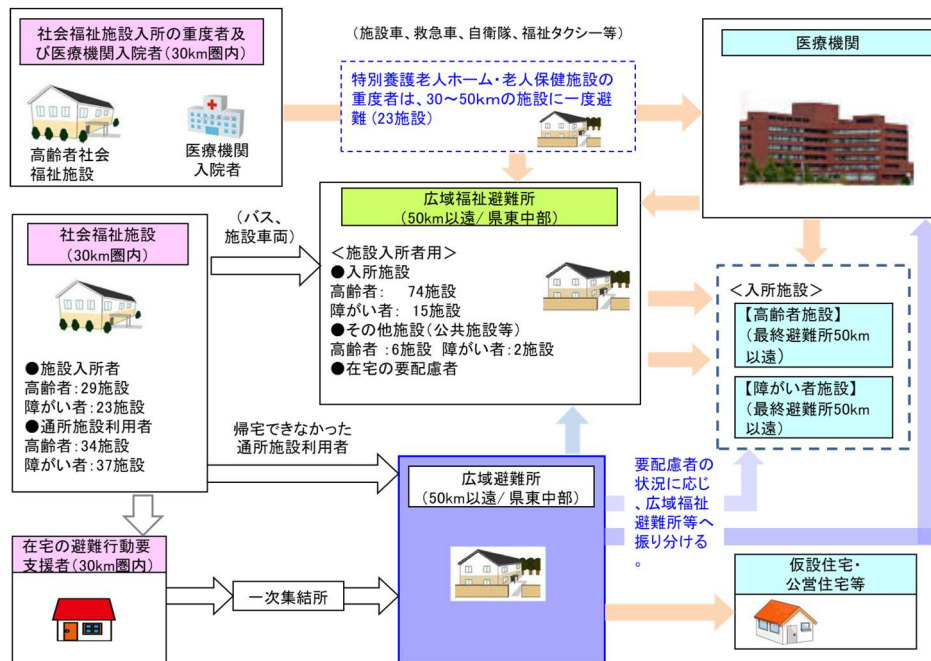 社会福祉施設入所の重度者及
び医療機関入院者(30km圏内)
高齢者社会
福祉施設
医療機関
入院者
(施設車、救急車、自衛隊、福祉タクシー等)
特別養護老人ホーム・老人保健施設の
重度者は、30～50kmの施設に一度避
難(23施設)
医療機関
社会福祉施設
(30km圏内)
●施設入所者
高齢者:29施設
障がい者:23施設
●通所施設利用者
高齢者:34施設
障がい者:37施設
(バス、
施設車両)
広域福祉避難所
(50km以遠/県東中部)
＜施設入所者用＞
●入所施設
高齢者: 74施設
障がい者: 15施設
●その他施設(公共施設等)
高齢者:6施設 障がい者:2施設
●在宅の要配慮者
＜入所施設＞
【高齢者施設】
(最終避難所50km
以遠)
【障がい者施設】
(最終避難所50km
以遠)
帰宅できなかった
通所施設利用者
広域避難所
(50km以遠/県東中部)
要配慮者の
状況に応じ
、広域福祉
避難所等へ
振り分ける
。
在宅の避難行動要
支援者(30km圏内)
一次集結所
仮設住宅・
公営住宅等